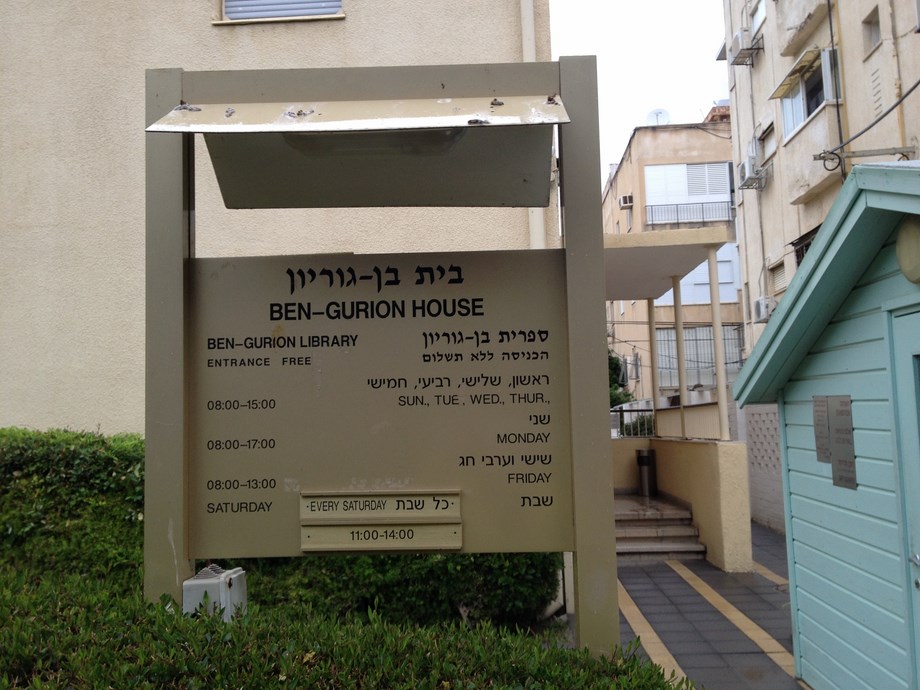 בית בן-גוריון
BEN-GURION HOUSE
BEN-GURION LIBRARY ספרית בן-גוריון
ENTRANCE FREE הכניסה ללא תשלום
ראשון, שלישי, רביעי, חמישי
08:00-15:00 SUN., TUE., WED., THUR.,
שני
08:00-17:00 MONDAY
שישי וערבי חג
08:00-13:00 FRIDAY
SATURDAY שבת
·EVERY SATURDAY כל שבת·
11:00-14:00